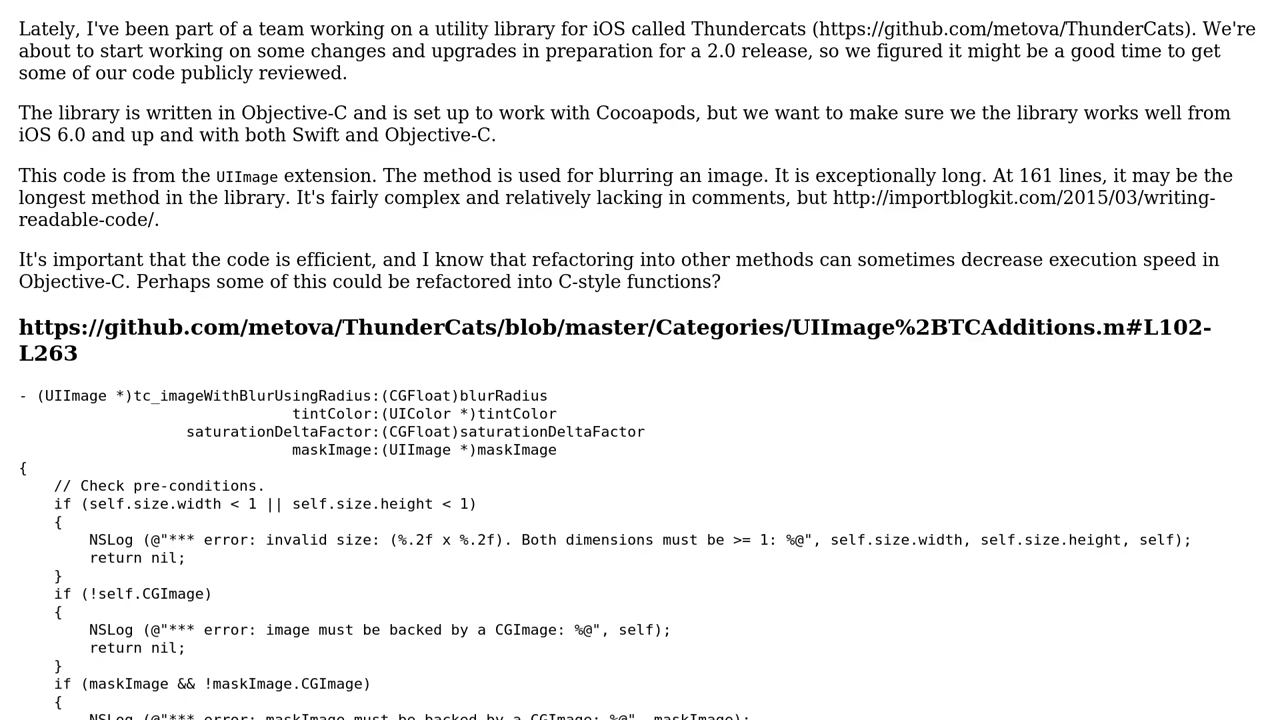 Lately, I've been part of a team working on a utility library for iOS called Thundercats (https://github.com/metova/ThunderCats). We're
about to start working on some changes and upgrades in preparation for a 2.0 release, so we figured it might be a good time to get
some of our code publicly reviewed.
The library is written in Objective-C and is set up to work with Cocoapods, but we want to make sure we the library works well from
iOS 6.0 and up and with both Swift and Objective-C.
This code is from the UIImage extension. The method is used for blurring an image. It is exceptionally long. At 161 lines, it may be the
longest method in the library. It's fairly complex and relatively lacking in comments, but http://importblogkit.com/2015/03/writing-
readable-code/.
It's important that the code is efficient, and I know that refactoring into other methods can sometimes decrease execution speed in
Objective-C. Perhaps some of this could be refactored into C-style functions?
https://github.com/metova/ThunderCats/blob/master/Categories/UIImage%2BTCAdditions.m#L102-
L263
- (UIImage *)tc_imageWithBlurUsingRadius:(CGFloat)blurRadius
                               tintColor:(UIColor *)tintColor
                   saturationDeltaFactor:(CGFloat)saturationDeltaFactor
                               maskImage:(UIImage *)maskImage
{
    // Check pre-conditions.
    if (self.size.width < 1 || self.size.height < 1)
    {
        NSLog (@"*** error: invalid size: (%.2f x %.2f). Both dimensions must be >= 1: %@", self.size.width, self.size.height, self);
        return nil;
    }
    if (!self.CGImage)
    {
        NSLog (@"*** error: image must be backed by a CGImage: %@", self);
        return nil;
    }
    if (maskImage && !maskImage.CGImage)
    {
        NSLog (@"*** error: maskImage must be backed by a CGImage: %@", maskImage);